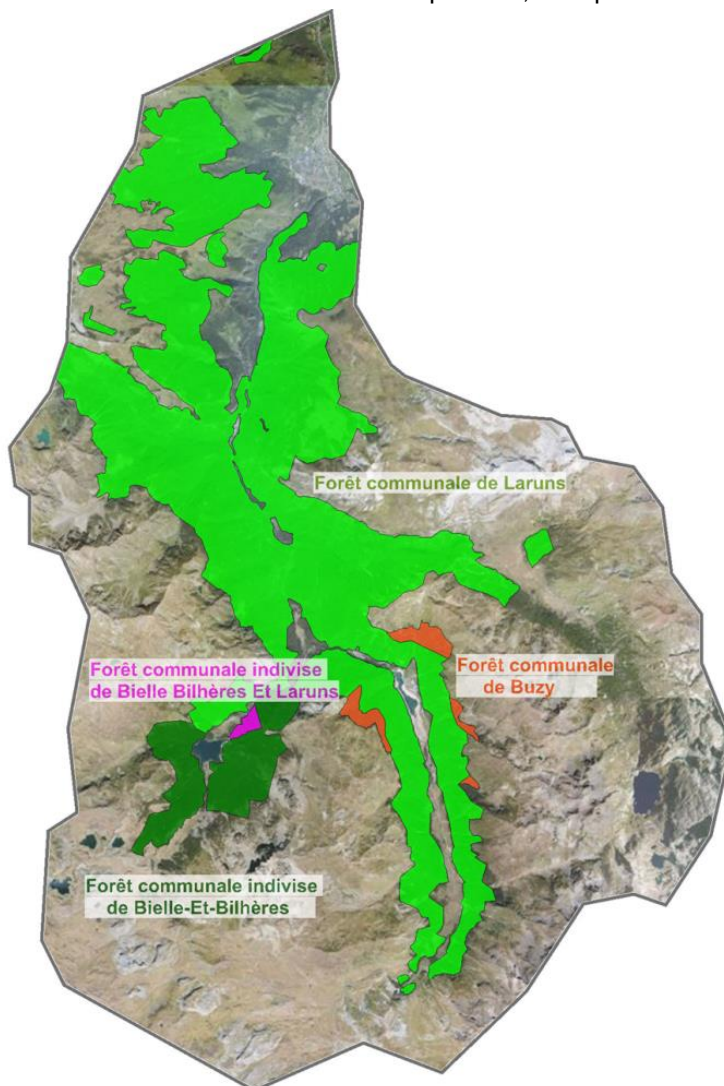 Forêt communale de Laruns
Forêt communale indivise
de Bielle Bilhères Et Laruns
Forêt communale
de Buzy
Forêt communale indivise
de Bielle-Et-Bilhères